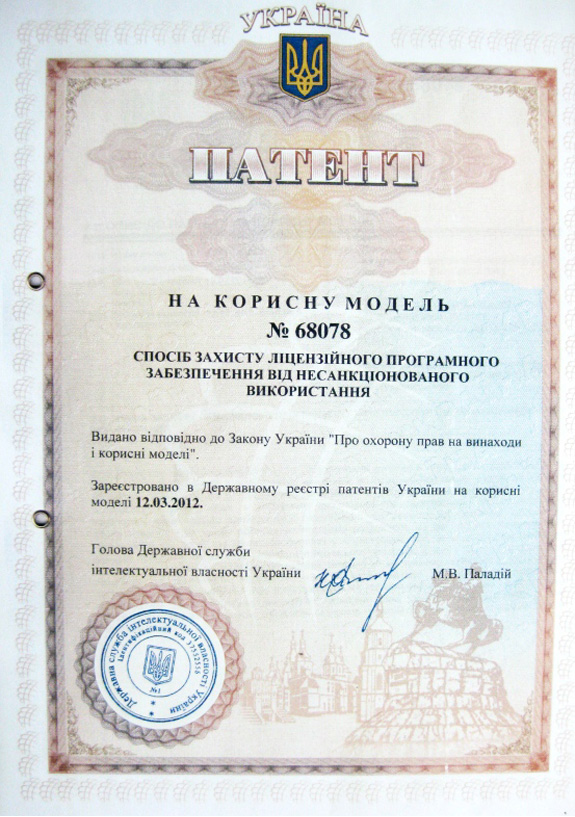 УКРАЇНА
ПАТЕНТ
НА КОРИСНУ МОДЕЛЬ
№ 68078
СПОСІБ ЗАХИСТУ ЛІЦЕНЗІЙНОГО ПРОГРАМНОГО
ЗАБЕЗПЕЧЕННЯ ВІД НЕСАНКЦІОНОВАНОГО
ВИКОРИСТАННЯ
Видано відповідно до Закону України "Про охорону прав на винаходи
і корисні моделі".
Зареєстровано в Державному реєстрі патентів України на корисні
моделі 12.03.2012.
Голова Державної служби
інтелектуальної власності України
М.В. Паладій
Державна служба інтелектуальної власності України
Ідентифікаційний код
№1